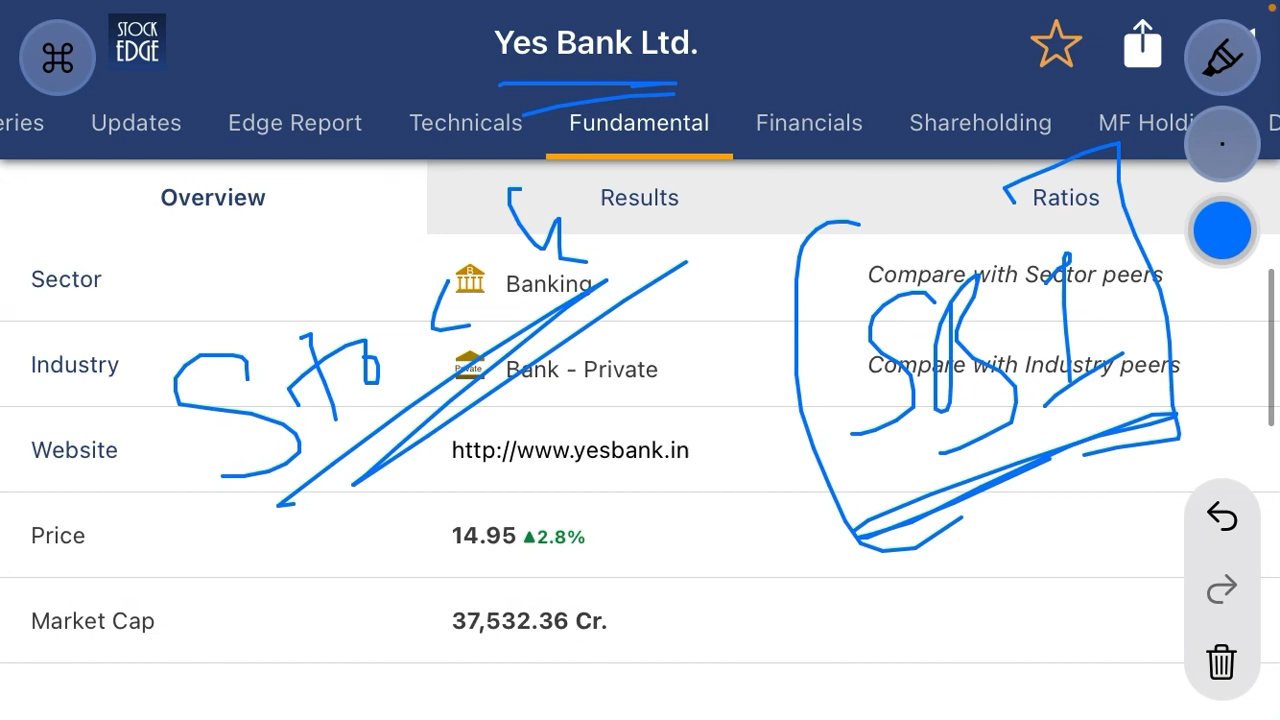 STOCK
EDGE
Yes Bank Ltd.
eries Updates Edge Report Technicals Fundamental Financials Shareholding MF Holdi D
Overview Results Ratios
Sector Banking Compare with Sector peers
Industry Private Bank - Private Compare with Industry peers
SBI
Website http://www.yesbank.in
Price 14.95 ▲2.8%
Market Cap 37,532.36 Cr.